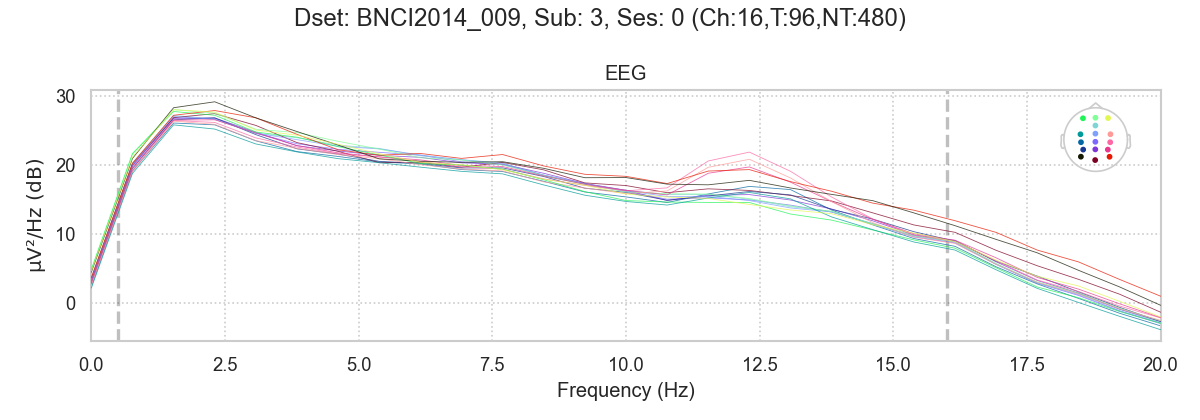 Dset: BNCI2014_009, Sub: 3, Ses: 0 (Ch:16,T:96,NT:480)
EEG
µV²/Hz (dB)
30
20
10
0
0.0 2.5 5.0 7.5 10.0 12.5 15.0 17.5 20.0
Frequency (Hz)